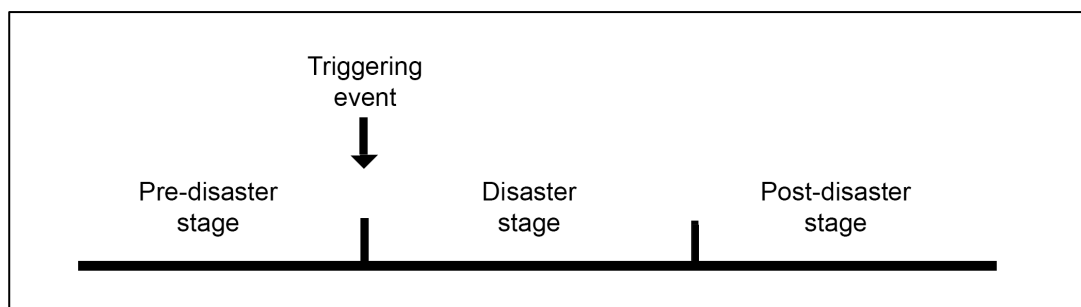 Triggering
event
Pre-disaster
stage
Disaster
stage
Post-disaster
stage